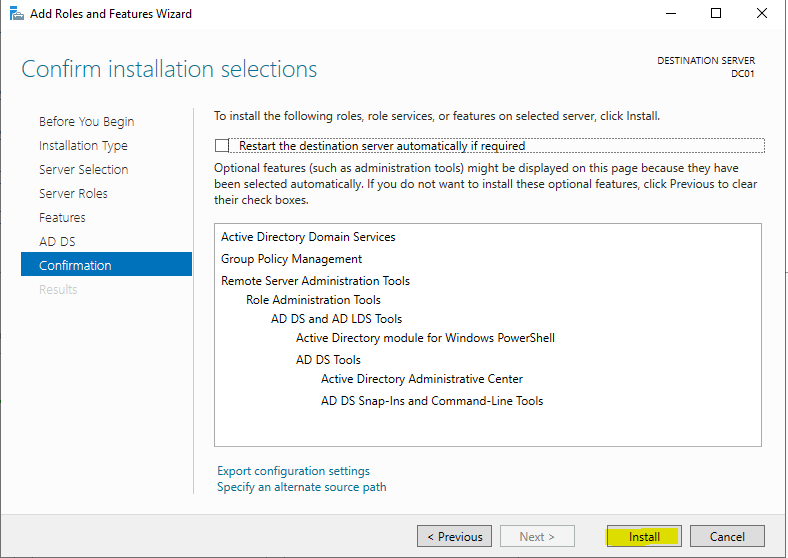 Add Roles and Features Wizard
Confirm installation selections
DESTINATION SERVER
DC01
Before You Begin
Installation Type
Server Selection
Server Roles
Features
AD DS
Confirmation
Results
To install the following roles, role services, or features on selected server, click Install.
Restart the destination server automatically if required
Optional features (such as administration tools) might be displayed on this page because they have
been selected automatically. If you do not want to install these optional features, click Previous to clear
their check boxes.
Active Directory Domain Services
Group Policy Management
Remote Server Administration Tools
Role Administration Tools
AD DS and AD LDS Tools
Active Directory module for Windows PowerShell
AD DS Tools
Active Directory Administrative Center
AD DS Snap-Ins and Command-Line Tools
Export configuration settings
Specify an alternate source path
< Previous
Next >
Install
Cancel